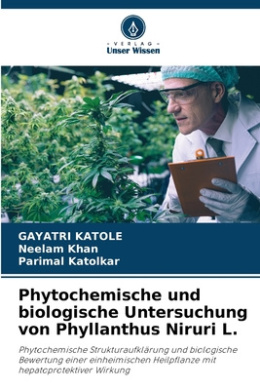 • V E R L A G •
Unser Wissen
GAYATRI KATOLE
Neelam Khan
Parimal Katolkar
Phytochemische und
biologische Untersuchung
von Phyllanthus Niruri L.
Phytochemische Strukturaufklärung und biologische
Bewertung einer einheimischen Heilpflanze mit
hepatoprotektiver Wirkung